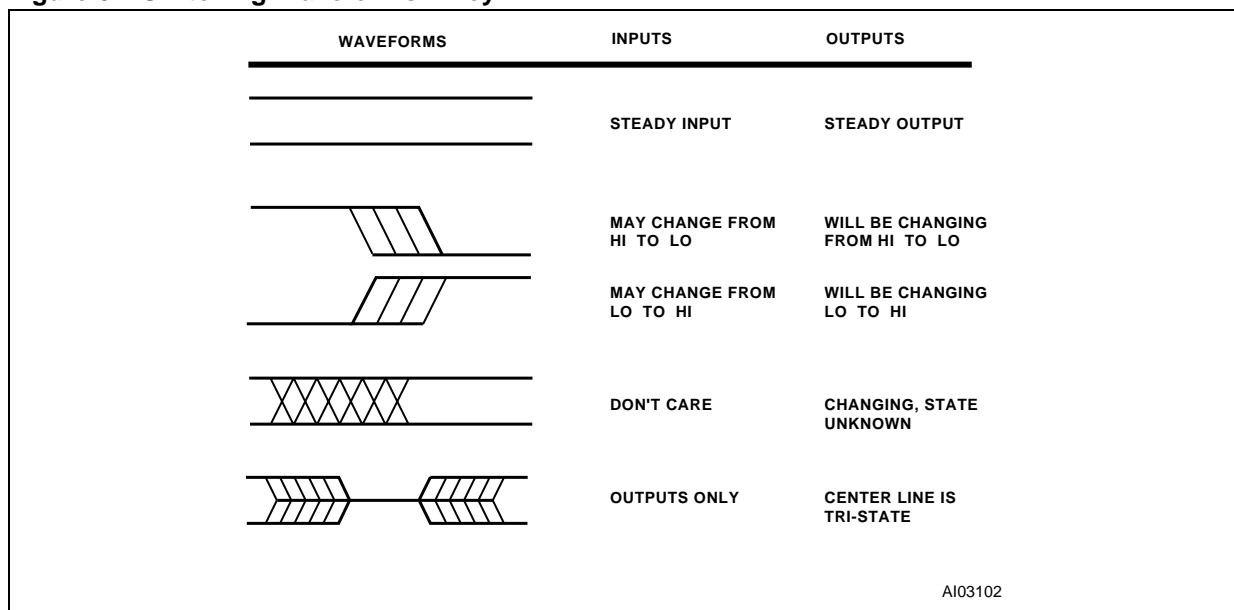 WAVEFORMS INPUTS OUTPUTS
STEADY INPUT STEADY OUTPUT
MAY CHANGE FROM WILL BE CHANGING
HI TO LO FROM HI TO LO
MAY CHANGE FROM WILL BE CHANGING
LO TO HI LO TO HI
DON'T CARE CHANGING, STATE
UNKNOWN
OUTPUTS ONLY CENTER LINE IS
TRI-STATE
AI03102